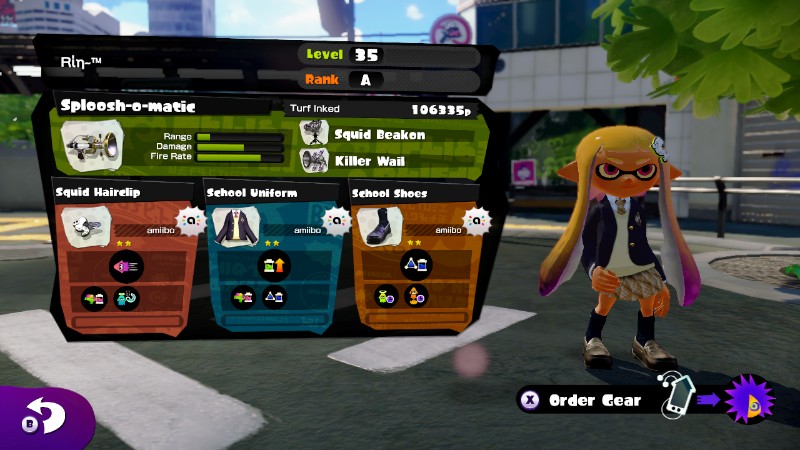 Rin~™
Level 35
Rank A
Sploosh-o-matic
Turf Inked 106335p
Range
Damage
Fire Rate
Squid Beakon
Killer Wail
Squid Hairclip
School Uniform
School Shoes
amiibo
amiibo
amiibo
B
X Order Gear